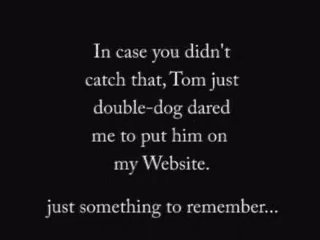 In case you didn't
catch that, Tom just
double-dog dared
me to put him on
my Website.
just something to remember...